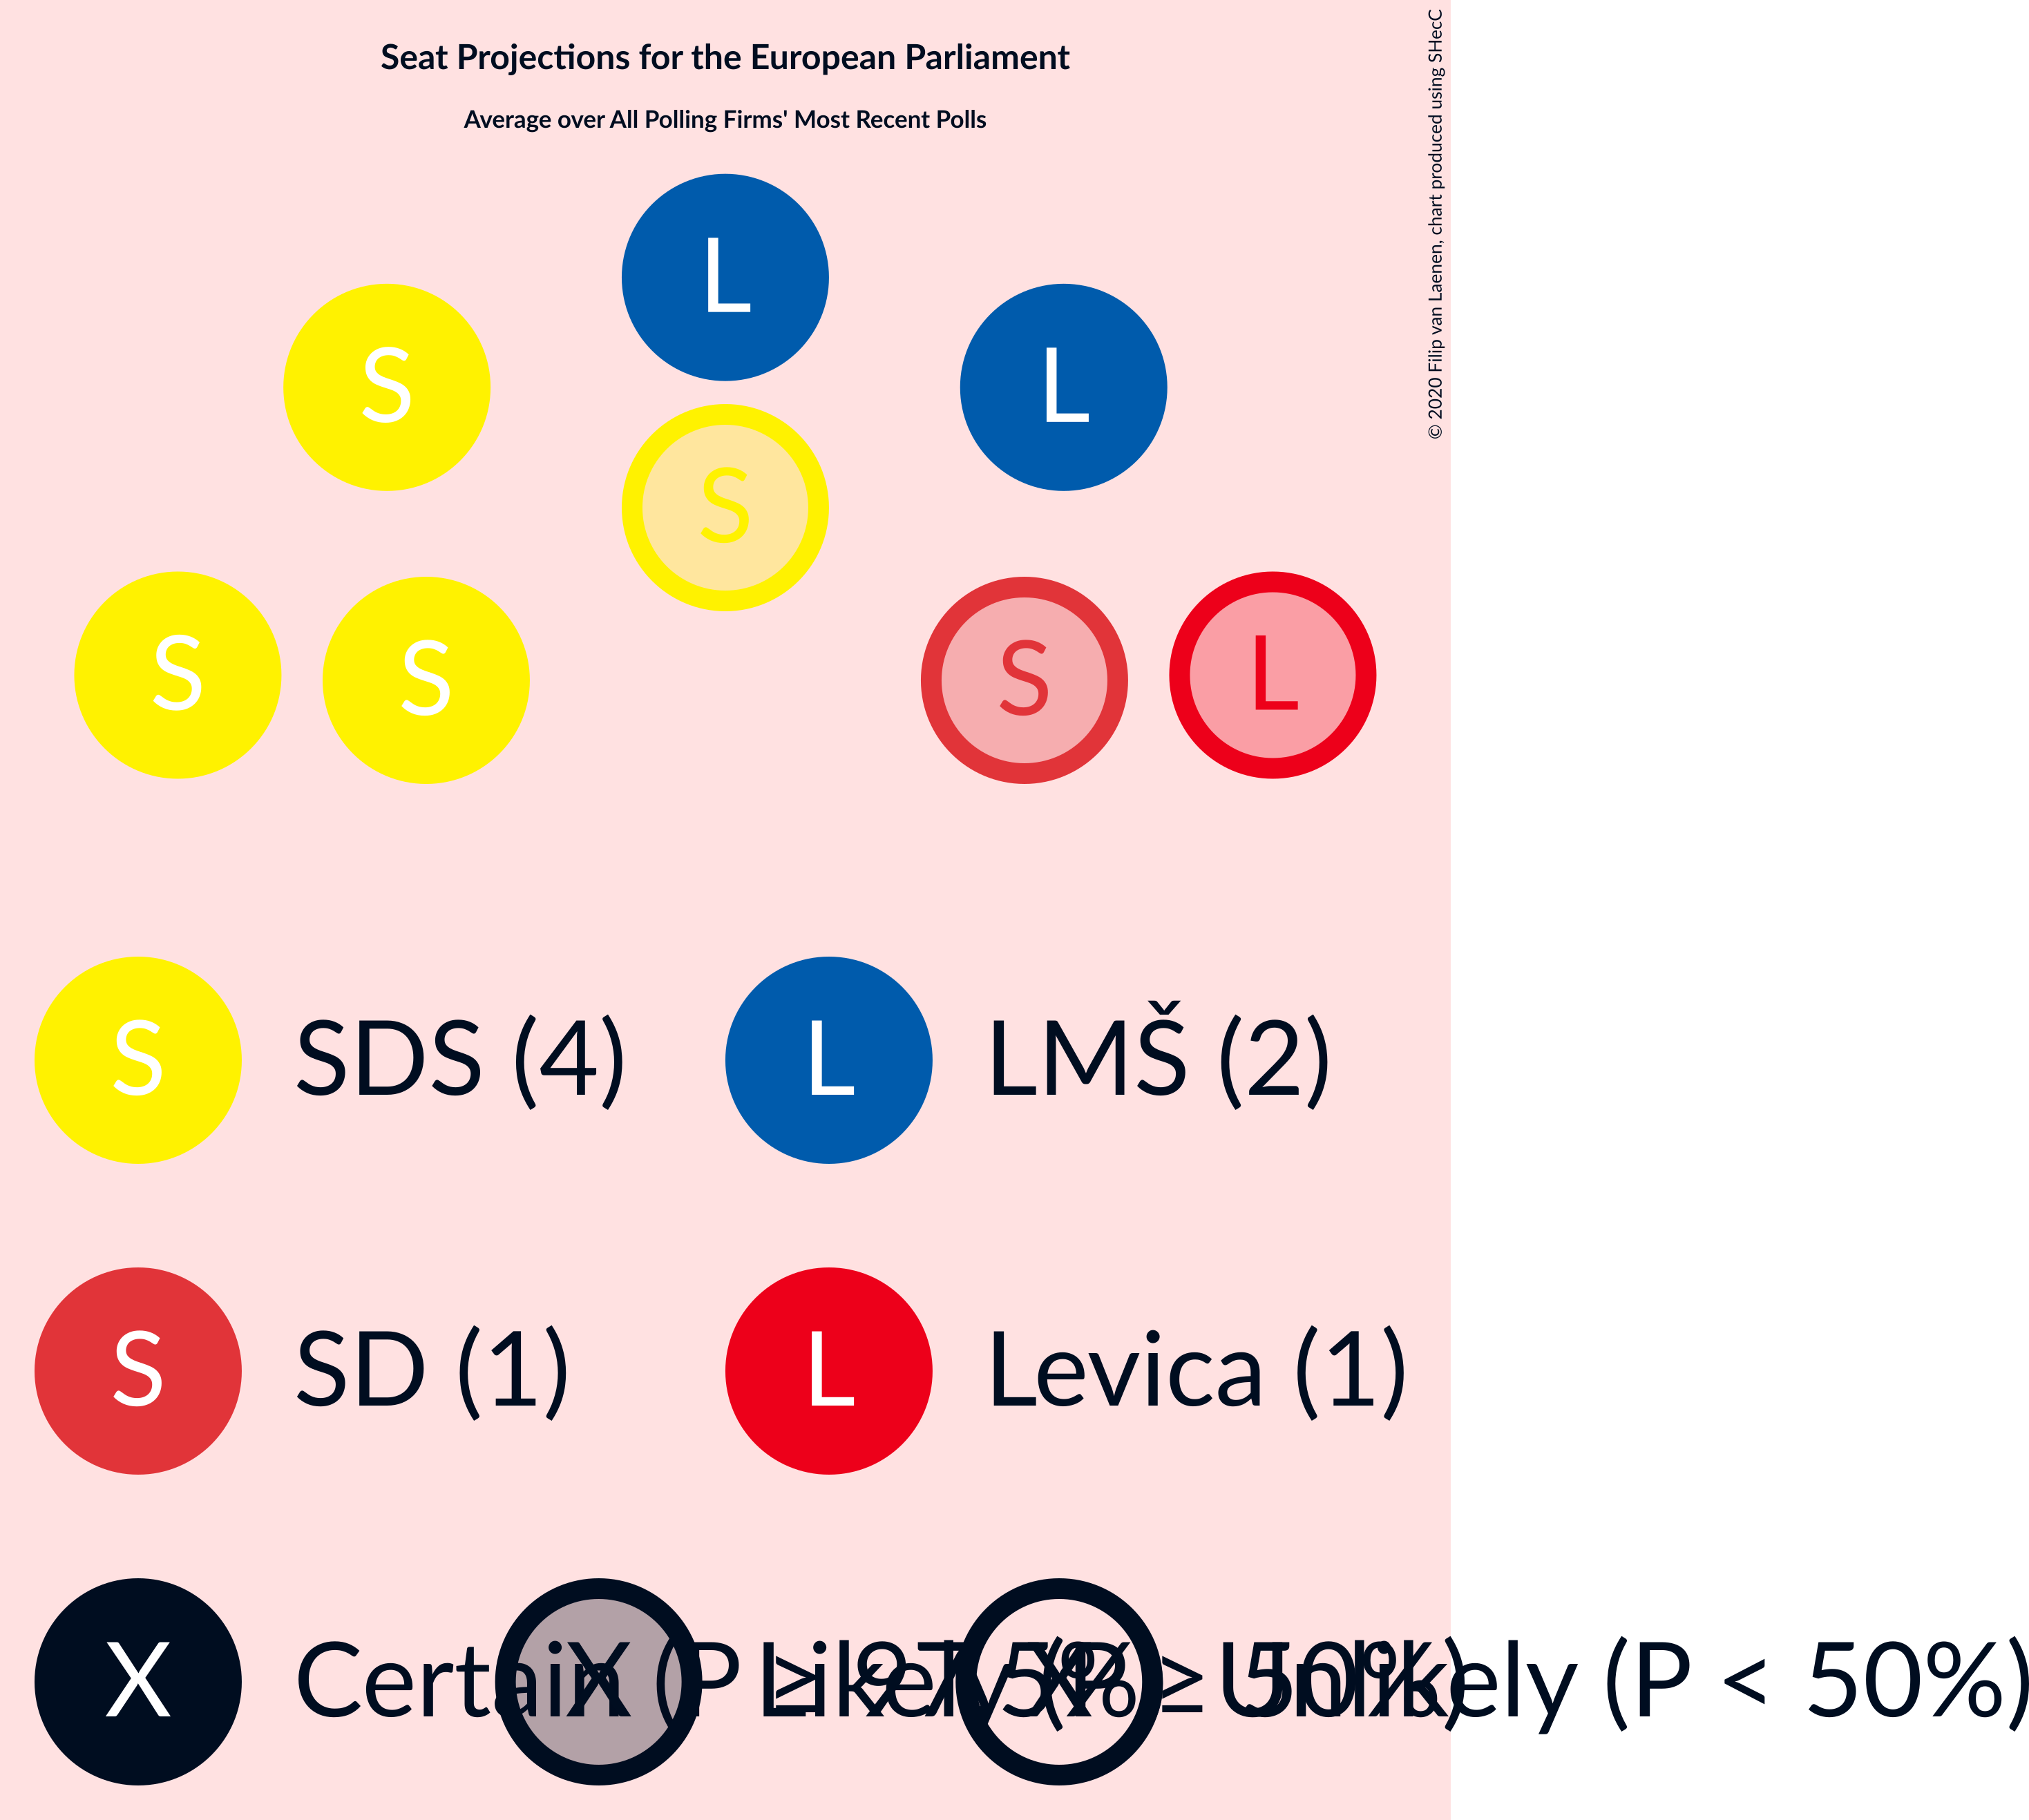 Seat Projections for the European Parliament
Average over All Polling Firms' Most Recent Polls
© 2020 Filip van Laenen, chart produced using SHecC
L
S
L
S
S
S
S
L
S SDS (4)
L LMŠ (2)
S SD (1)
L Levica (1)
X Certain (P ≥ 97.5%)
X Likely (P ≥ 50%)
X Unlikely (P < 50%)